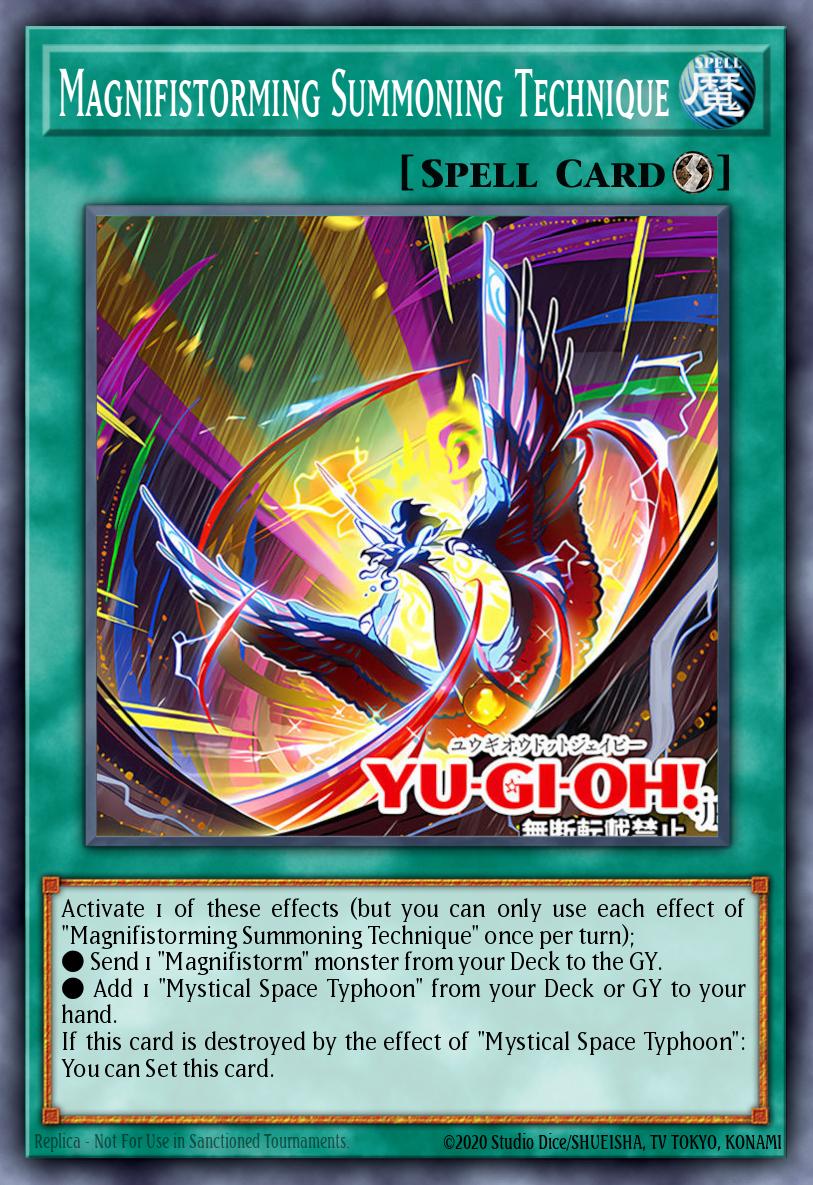 Magnifistorming Summoning Technique
SPELL
魔
[Spell Card]
ユウギオウドットジェイピー
YU-GI-OH!
無断転載禁止
Activate 1 of these effects (but you can only use each effect of
"Magnifistorming Summoning Technique" once per turn);
● Send 1 "Magnifistorm" monster from your Deck to the GY.
● Add 1 "Mystical Space Typhoon" from your Deck or GY to your
hand.
If this card is destroyed by the effect of "Mystical Space Typhoon":
You can Set this card.
Replica - Not For Use in Sanctioned Tournaments.
©2020 Studio Dice/SHUEISHA, TV TOKYO, KONAMI